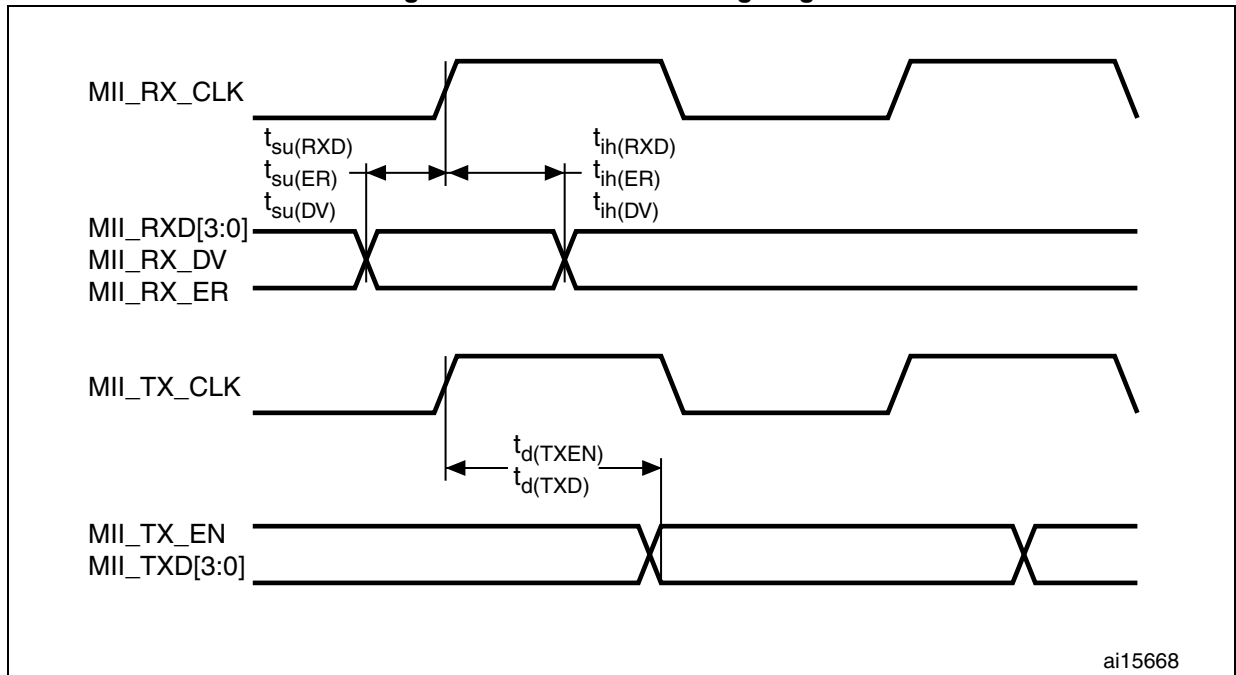 MII_RX_CLK
tsu(RXD)
tsu(ER)
tsu(DV)
tih(RXD)
tih(ER)
tih(DV)
MII_RXD[3:0]
MII_RX_DV
MII_RX_ER
MII_TX_CLK
td(TXEN)
td(TXD)
MII_TX_EN
MII_TXD[3:0]
ai15668